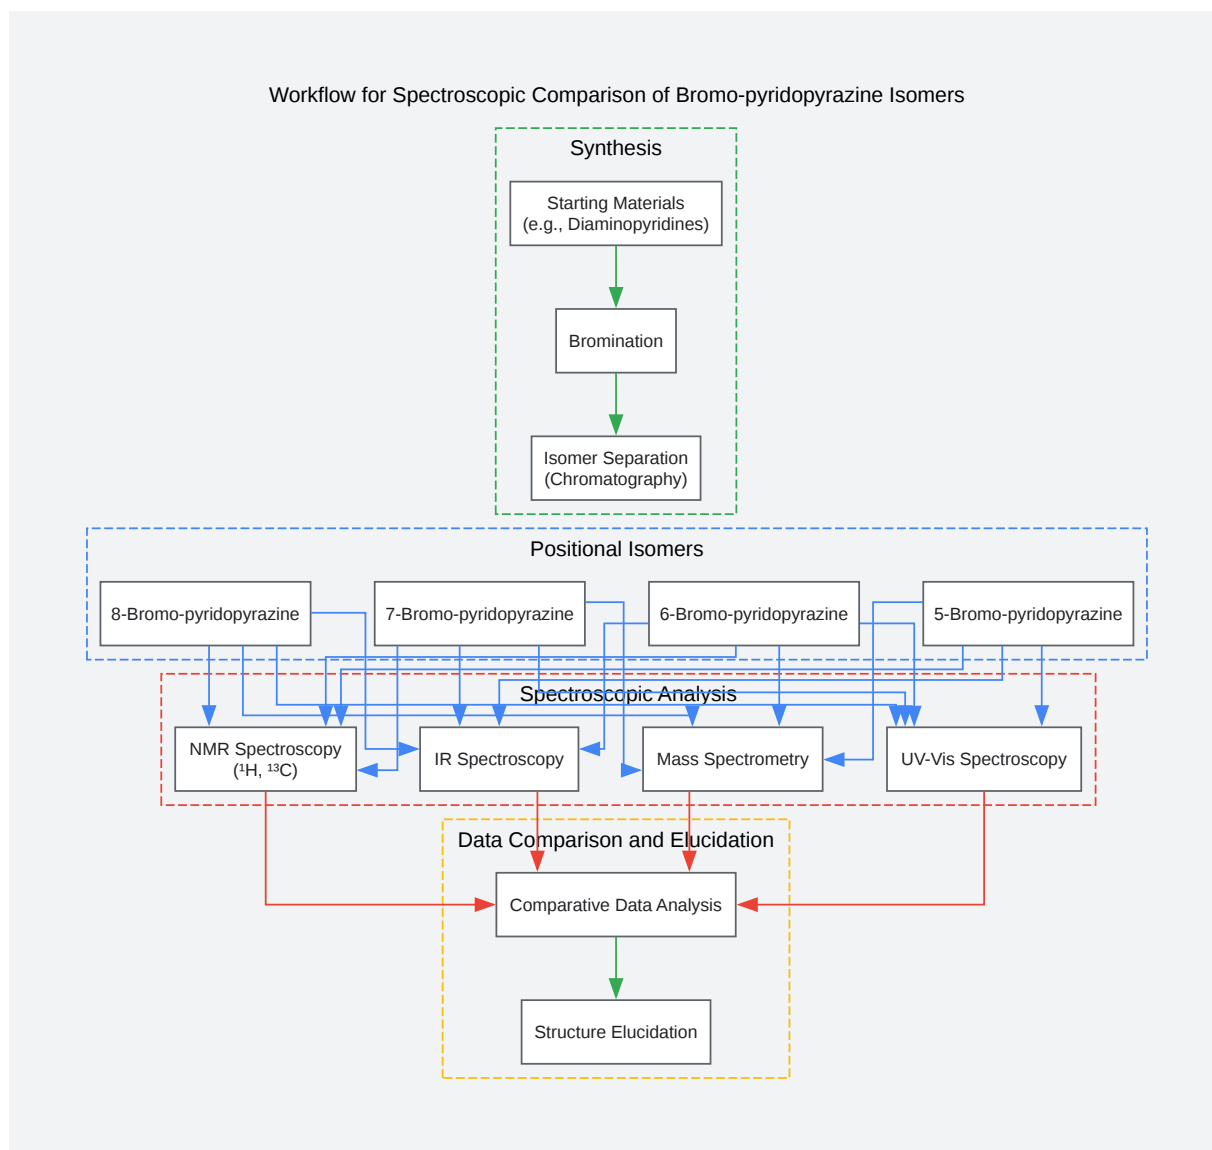 Workflow for Spectroscopic Comparison of Bromo-pyridopyrazine Isomers
Synthesis
Starting Materials
(e.g., Diaminopyridines)
Bromination
Isomer Separation
(Chromatography)
Positional Isomers
8-Bromo-pyridopyrazine
7-Bromo-pyridopyrazine
6-Bromo-pyridopyrazine
5-Bromo-pyridopyrazine
Spectroscopic Analysis
NMR Spectroscopy
(¹H, ¹³C)
IR Spectroscopy
Mass Spectrometry
UV-Vis Spectroscopy
Data Comparison and Elucidation
Comparative Data Analysis
Structure Elucidation